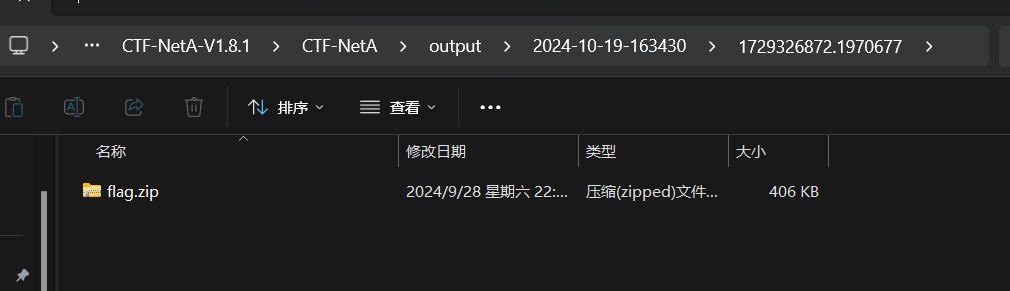 ... > CTF-NetA-V1.8.1 > CTF-NetA > output > 2024-10-19-163430 > 1729326872.1970677 >
排序 查看 ...
名称 修改日期 类型 大小
flag.zip 2024/9/28 星期六 22:... 压缩(zipped)文件... 406 KB